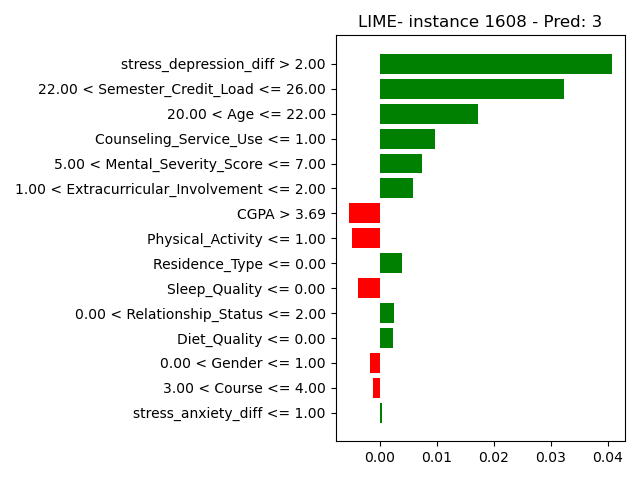 LIME- instance 1608 - Pred: 3
stress_depression_diff > 2.00
22.00 < Semester_Credit_Load <= 26.00
20.00 < Age <= 22.00
Counseling_Service_Use <= 1.00
5.00 < Mental_Severity_Score <= 7.00
1.00 < Extracurricular_Involvement <= 2.00
CGPA > 3.69
Physical_Activity <= 1.00
Residence_Type <= 0.00
Sleep_Quality <= 0.00
0.00 < Relationship_Status <= 2.00
Diet_Quality <= 0.00
0.00 < Gender <= 1.00
3.00 < Course <= 4.00
stress_anxiety_diff <= 1.00
0.00 0.01 0.02 0.03 0.04